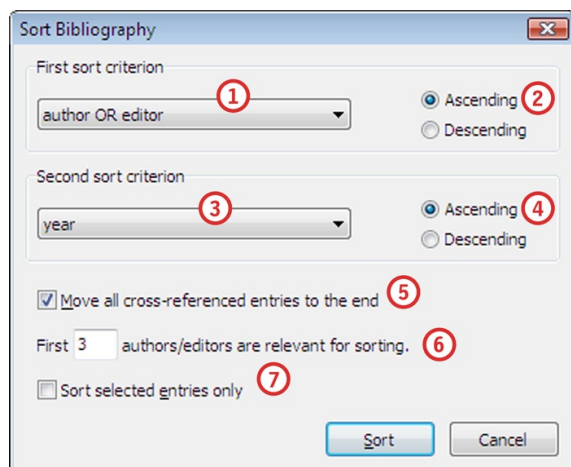 Sort Bibliography
First sort criterion
1
author OR editor
Ascending 2
Descending
Second sort criterion
3
year
Ascending 4
Descending
Move all cross-referenced entries to the end 5
First 3 authors/editors are relevant for sorting. 6
Sort selected entries only 7
Sort Cancel